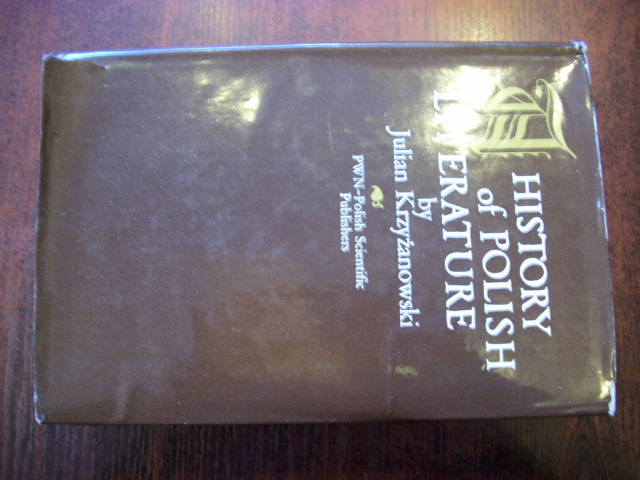 A
HISTORY
of POLISH
LITERATURE
by
Julian Krzyżanowski
PWN–Polish Scientific
Publishers